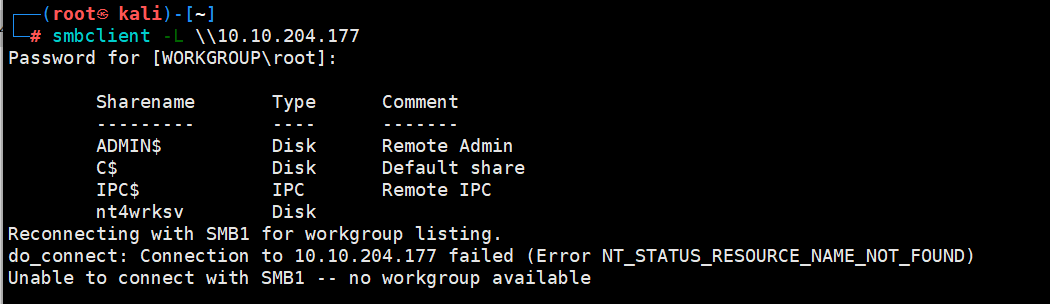 ┌──(root㉿ kali)-[~]
└─# smbclient -L \\10.10.204.177
Password for [WORKGROUP\root]:
Sharename Type Comment
--------- ---- -------
ADMIN$ Disk Remote Admin
C$ Disk Default share
IPC$ IPC Remote IPC
nt4wrksv Disk
Reconnecting with SMB1 for workgroup listing.
do_connect: Connection to 10.10.204.177 failed (Error NT_STATUS_RESOURCE_NAME_NOT_FOUND)
Unable to connect with SMB1 -- no workgroup available